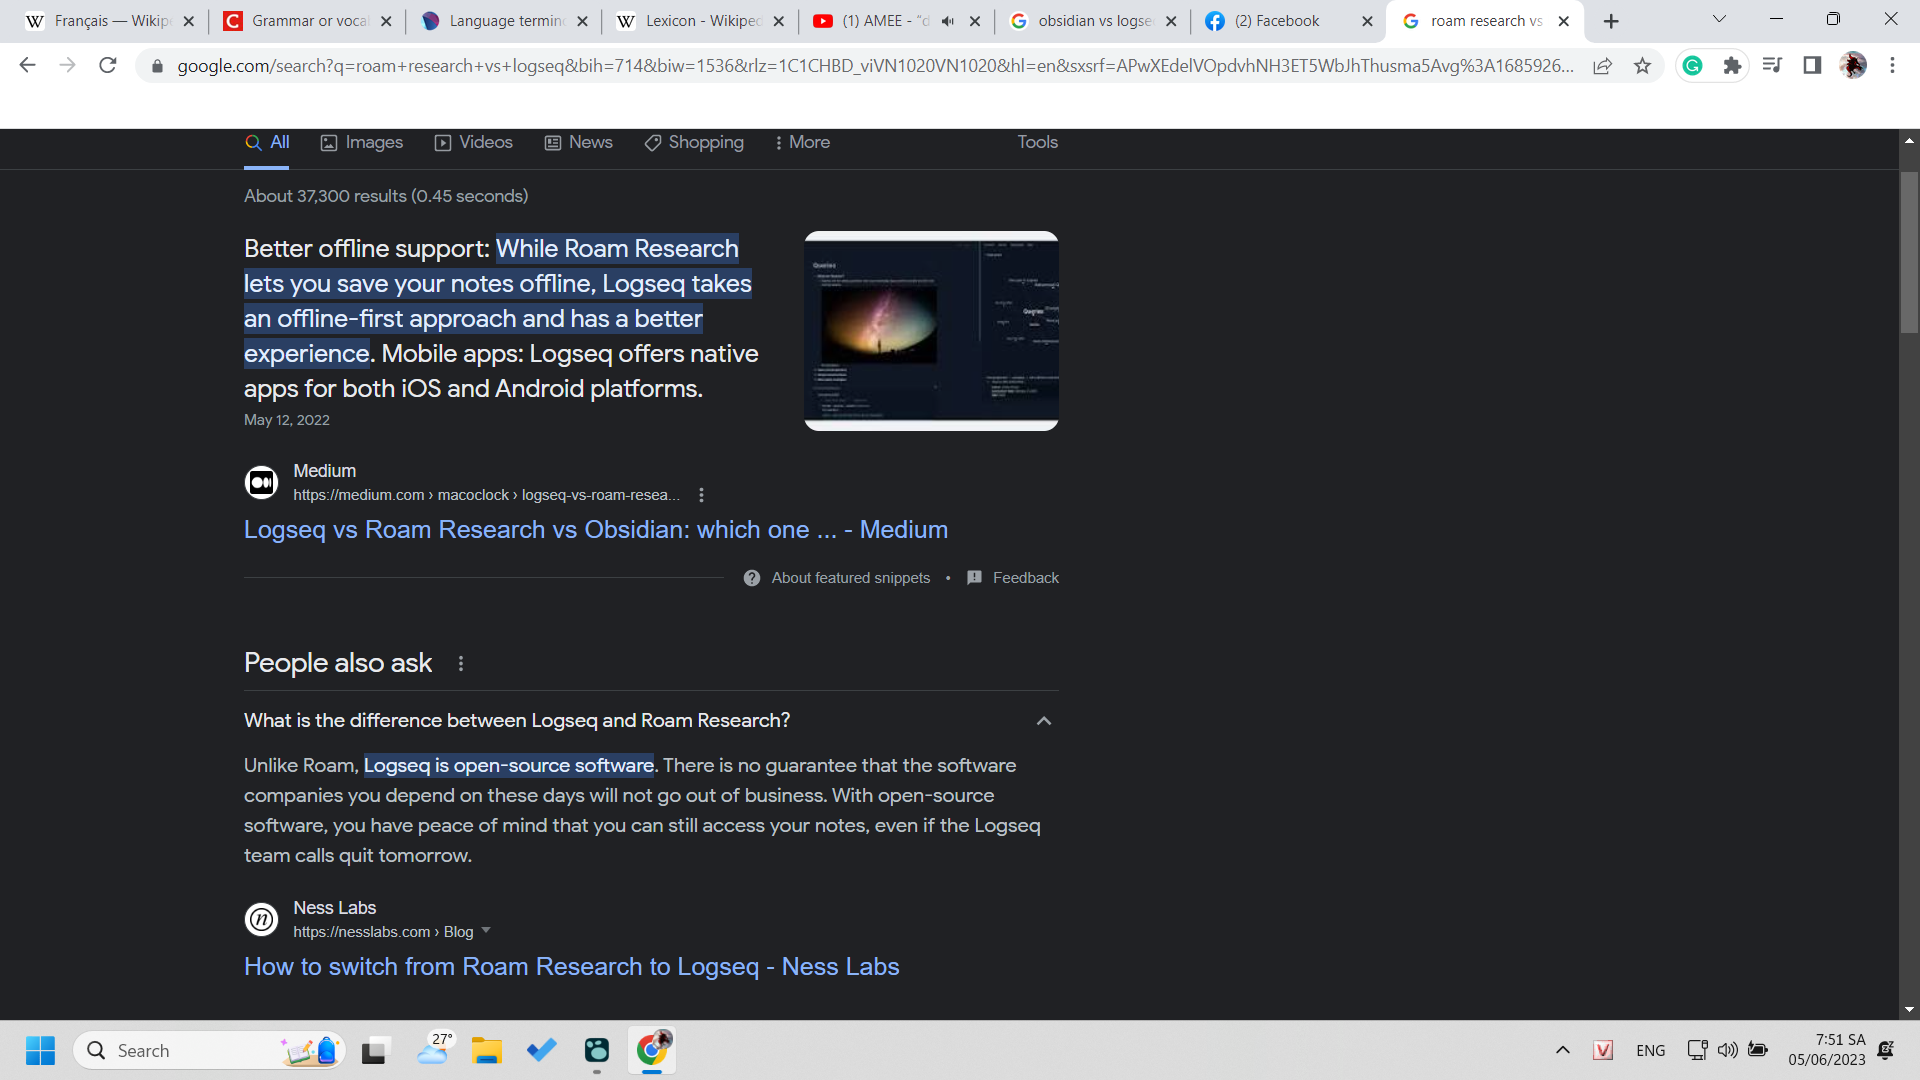 Français — Wikipe
Grammar or vocal
Language termin
Lexicon - Wikiped
(1) AMEE - “d
obsidian vs logse
(2) Facebook
roam research vs
google.com/search?q=roam+research+vs+logseq&bih=714&biw=1536&rlz=1C1CHBD_viVN1020VN1020&hl=en&sxsrf=APwXEdelVOpdvhNH3ET5WbJhThusma5Avg%3A1685926...
All
Images
Videos
News
Shopping
More
Tools
About 37,300 results (0.45 seconds)
Better offline support: While Roam Research
lets you save your notes offline, Logseq takes
an offline-first approach and has a better
experience. Mobile apps: Logseq offers native
apps for both iOS and Android platforms.
May 12, 2022
Queries
Queries
Medium
https://medium.com › macoclock › logseq-vs-roam-resea...
Logseq vs Roam Research vs Obsidian: which one ... - Medium
About featured snippets • Feedback
People also ask
What is the difference between Logseq and Roam Research?
Unlike Roam, Logseq is open-source software. There is no guarantee that the software
companies you depend on these days will not go out of business. With open-source
software, you have peace of mind that you can still access your notes, even if the Logseq
team calls quit tomorrow.
Ness Labs
https://nesslabs.com › Blog
How to switch from Roam Research to Logseq - Ness Labs
Search
27°
V
ENG
7:51 SA
05/06/2023